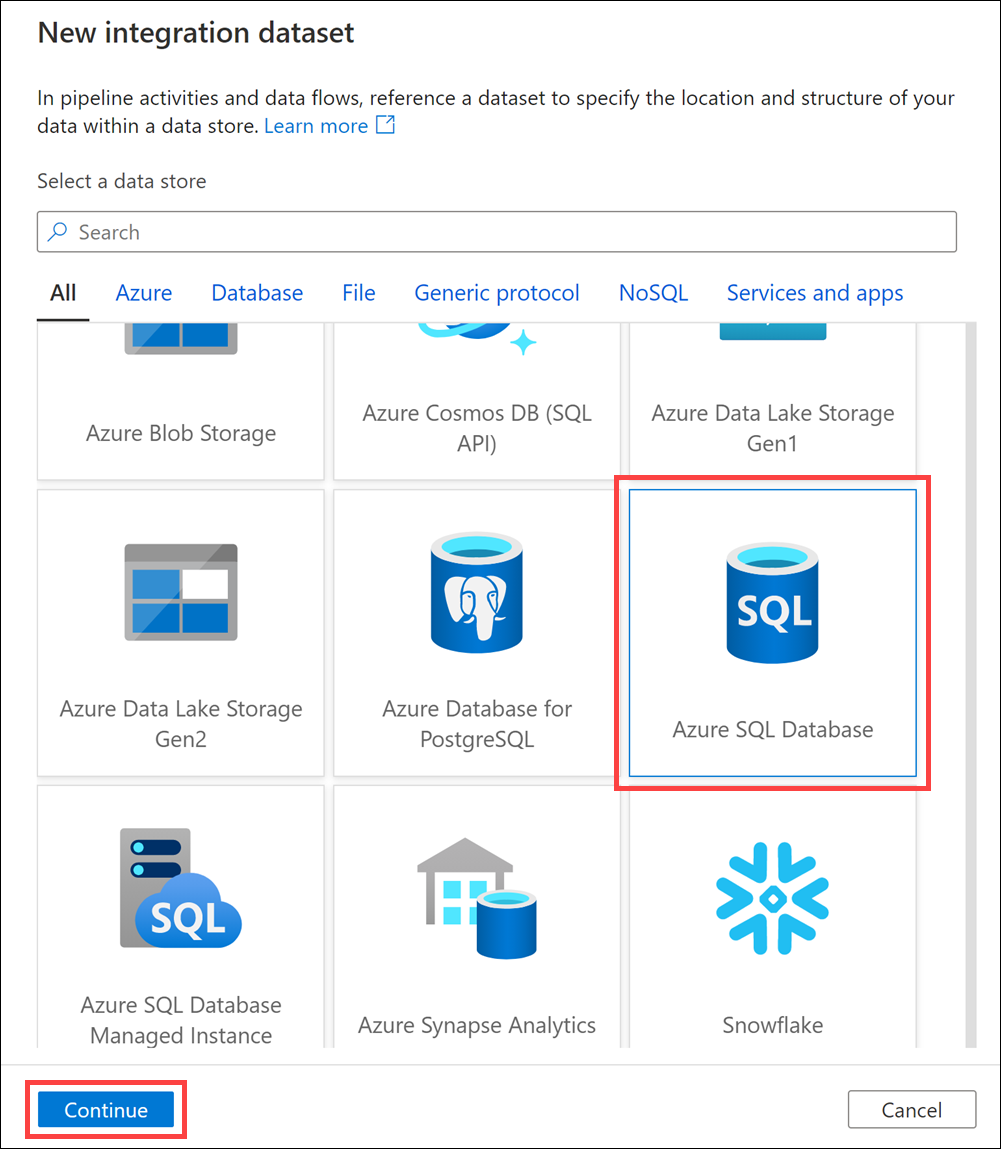 New integration dataset
In pipeline activities and data flows, reference a dataset to specify the location and structure of your
data within a data store. Learn more
Select a data store
Search
All Azure Database File Generic protocol NoSQL Services and apps
Azure Blob Storage
Azure Cosmos DB (SQL
API)
Azure Data Lake Storage
Gen1
Azure Data Lake Storage
Gen2
Azure Database for
PostgreSQL
SQL
Azure SQL Database
SQL
Azure SQL Database
Managed Instance
Azure Synapse Analytics
Snowflake
Continue
Cancel